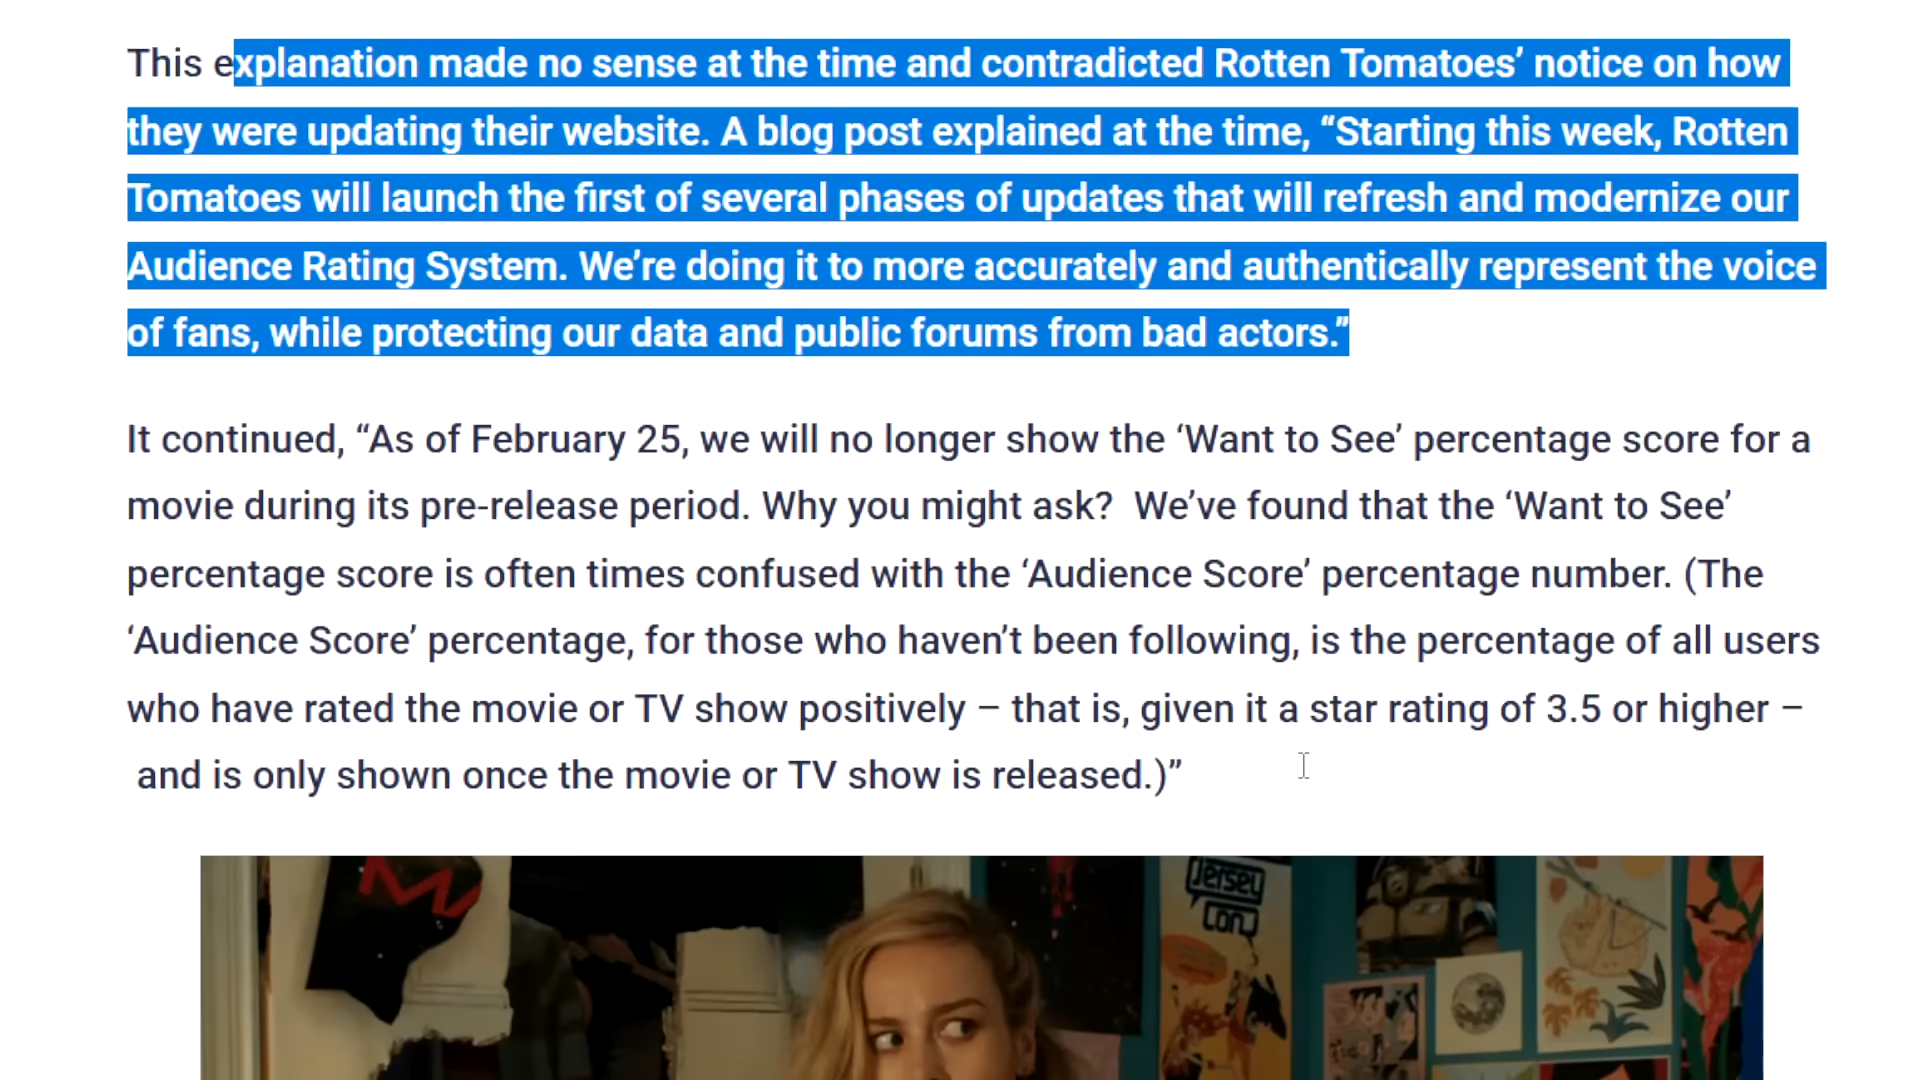 This explanation made no sense at the time and contradicted Rotten Tomatoes’ notice on how
they were updating their website. A blog post explained at the time, “Starting this week, Rotten
Tomatoes will launch the first of several phases of updates that will refresh and modernize our
Audience Rating System. We’re doing it to more accurately and authentically represent the voice
of fans, while protecting our data and public forums from bad actors.”
It continued, “As of February 25, we will no longer show the ‘Want to See’ percentage score for a
movie during its pre-release period. Why you might ask?  We’ve found that the ‘Want to See’
percentage score is often times confused with the ‘Audience Score’ percentage number. (The
‘Audience Score’ percentage, for those who haven’t been following, is the percentage of all users
who have rated the movie or TV show positively – that is, given it a star rating of 3.5 or higher –
and is only shown once the movie or TV show is released.)”
Jersey
Con